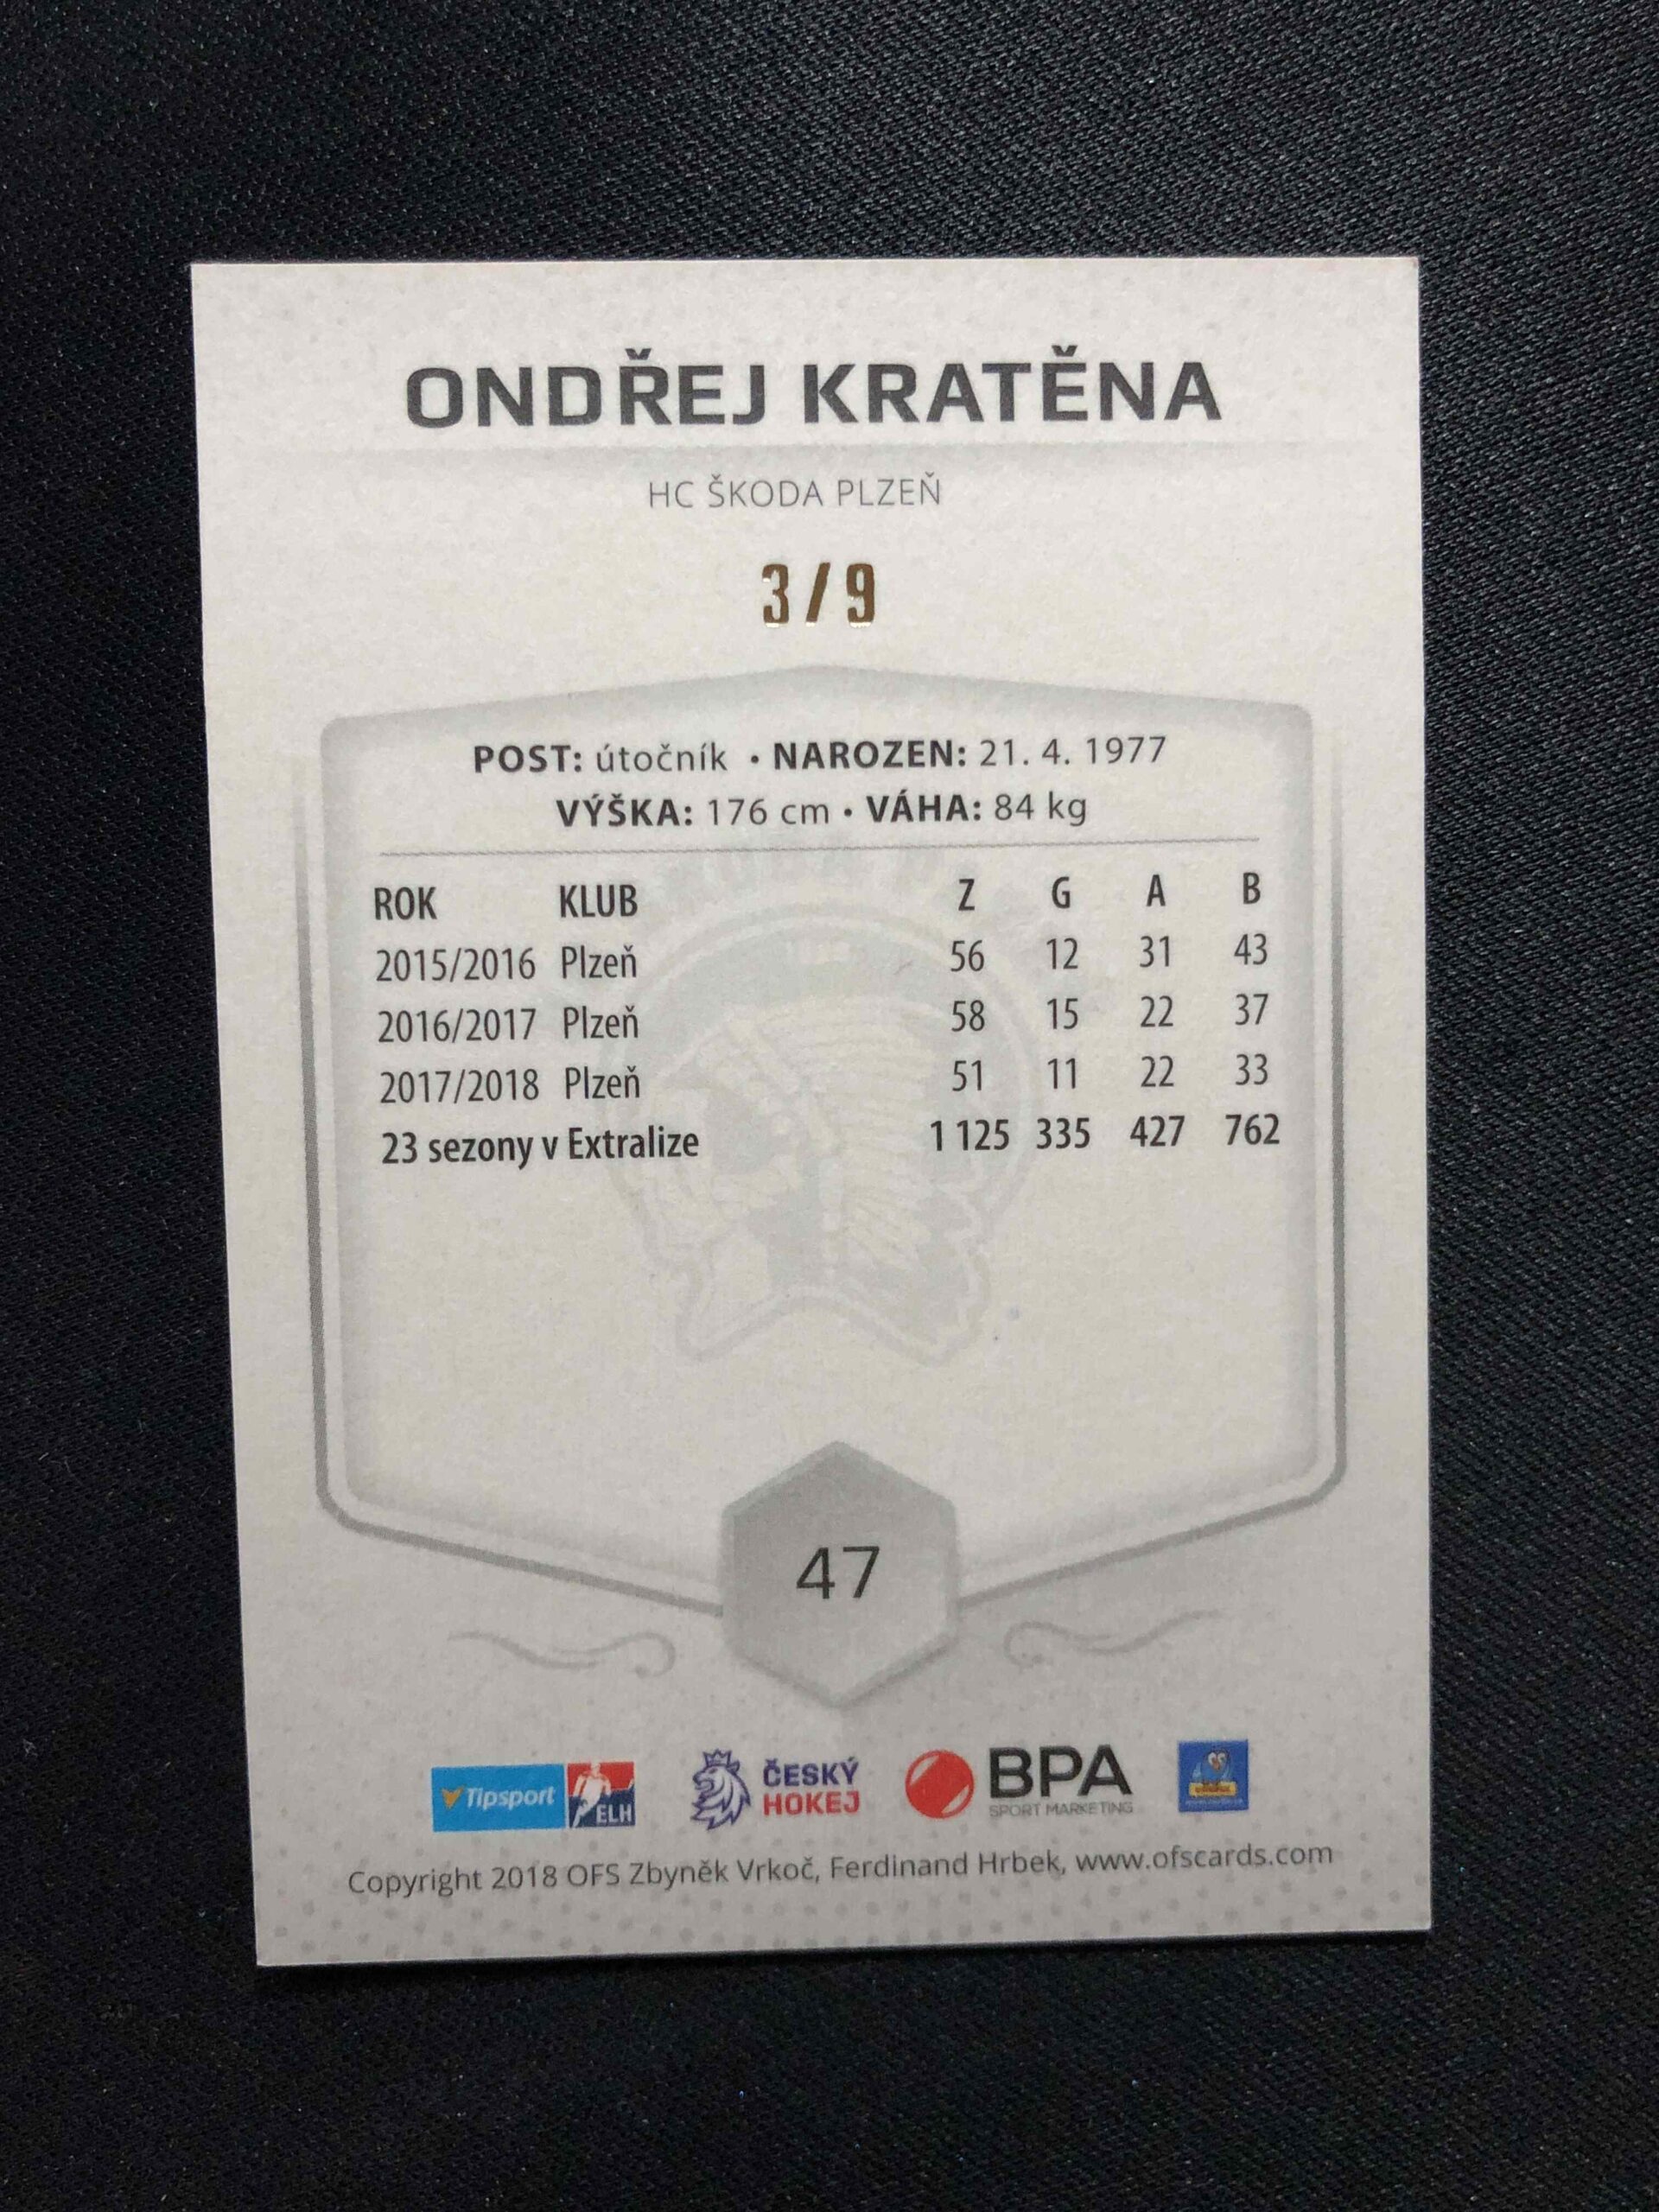 ONDŘEJ KRATĚNA
HC ŠKODA PLZEŇ
3/9
POST: útočník • NAROZEN: 21. 4. 1977
VÝŠKA: 176 cm • VÁHA: 84 kg
ROK KLUB Z G A B
2015/2016 Plzeň 56 12 31 43
2016/2017 Plzeň 58 15 22 37
2017/2018 Plzeň 51 11 22 33
23 sezony v Extralize 1 125 335 427 762
47
Tipsport ELH
ČESKÝ
HOKEJ
BPA
SPORT MARKETING
Copyright 2018 OFS Zbyněk Vrkoč, Ferdinand Hrbek, www.ofscards.com